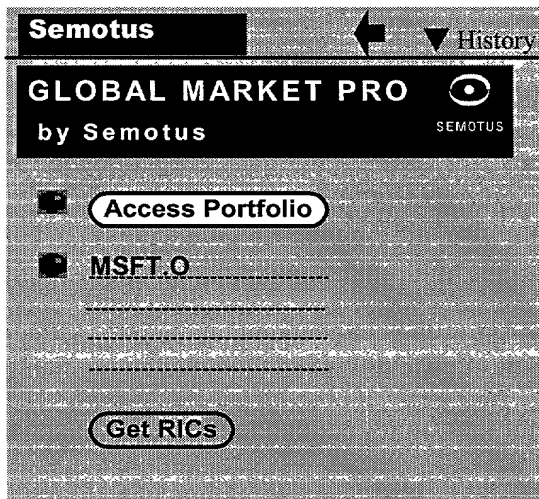 Semotus
History
GLOBAL MARKET PRO
by Semotus
SEMOTUS
Access Portfolio
MSFT.O
Get RICs